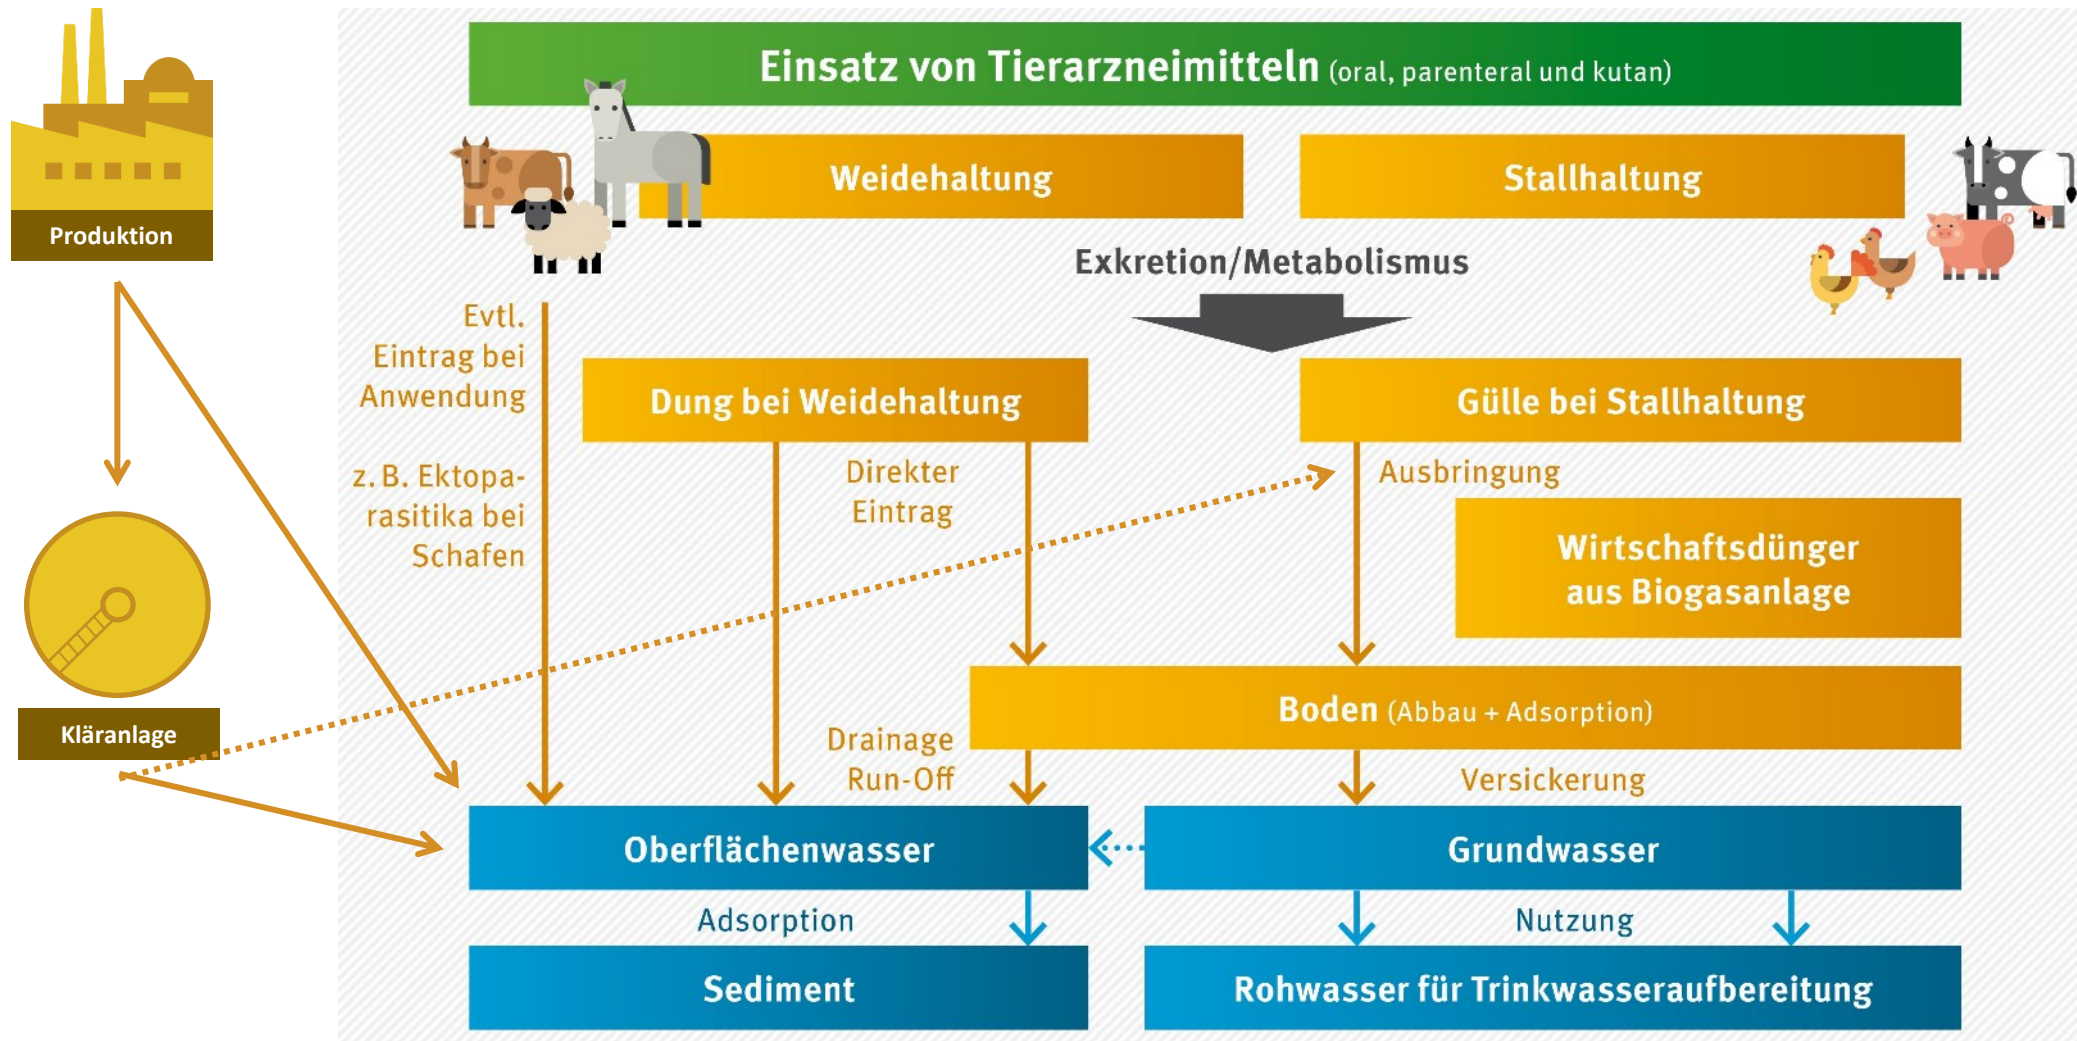 Einsatz von Tierarzneimitteln (oral, parenteral und kutan)
Weidehaltung
Stallhaltung
Produktion
Exkretion/Metabolismus
Evtl.
Eintrag bei
Anwendung
z. B. Ektopa-
rasitika bei
Schafen
Dung bei Weidehaltung
Gülle bei Stallhaltung
Direkter
Eintrag
Ausbringung
Wirtschaftsdünger
aus Biogasanlage
Kläranlage
Boden (Abbau + Adsorption)
Drainage
Run-Off
Versickerung
Oberflächenwasser
Grundwasser
Adsorption
Nutzung
Sediment
Rohwasser für Trinkwasseraufbereitung